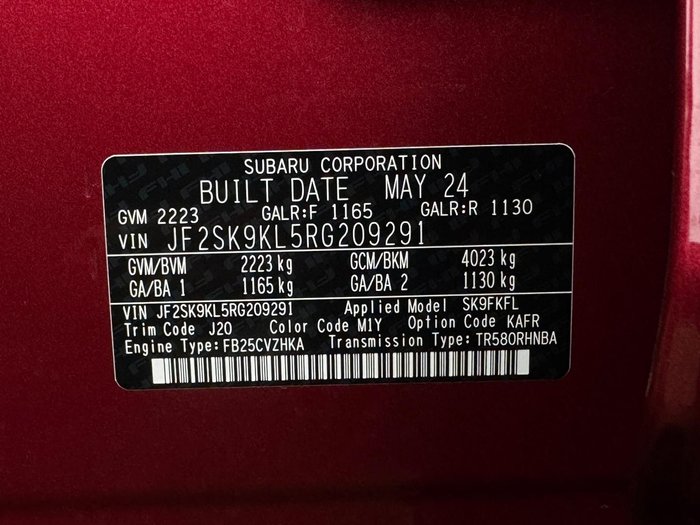 SUBARU CORPORATION
BUILT DATE MAY 24
GVM 2223 GALR:F 1165 GALR:R 1130
VIN JF2SK9KL5RG209291
GVM/BVM 2223 kg GCM/BKM 4023 kg
GA/BA 1 1165 kg GA/BA 2 1130 kg
VIN JF2SK9KL5RG209291 Applied Model SK9FKFL
Trim Code J20 Color Code M1Y Option Code KAFR
Engine Type:FB25CVZHKA Transmission Type:TR580RHNBA